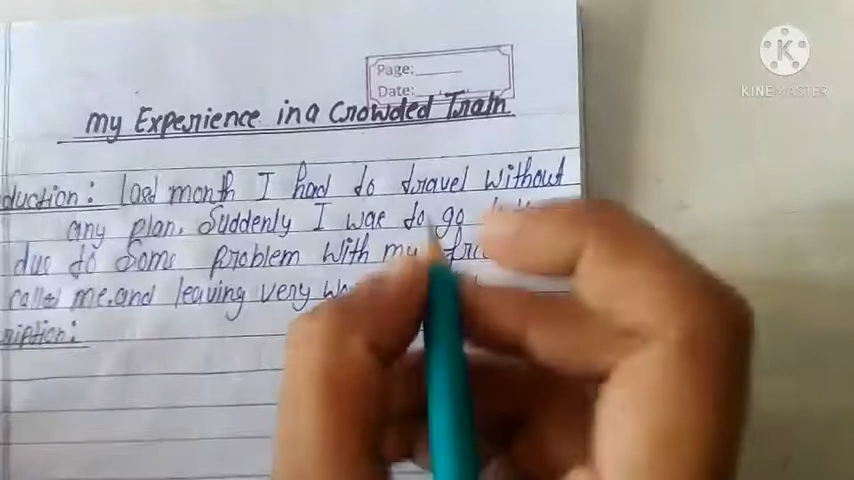 Page:
Date:
my Experience in a Crowded Train
duction: last month I had to travel without
any plan. Suddenly I was to go
due to some problem with my
called me.and leaving very
ription:
KINEMASTER